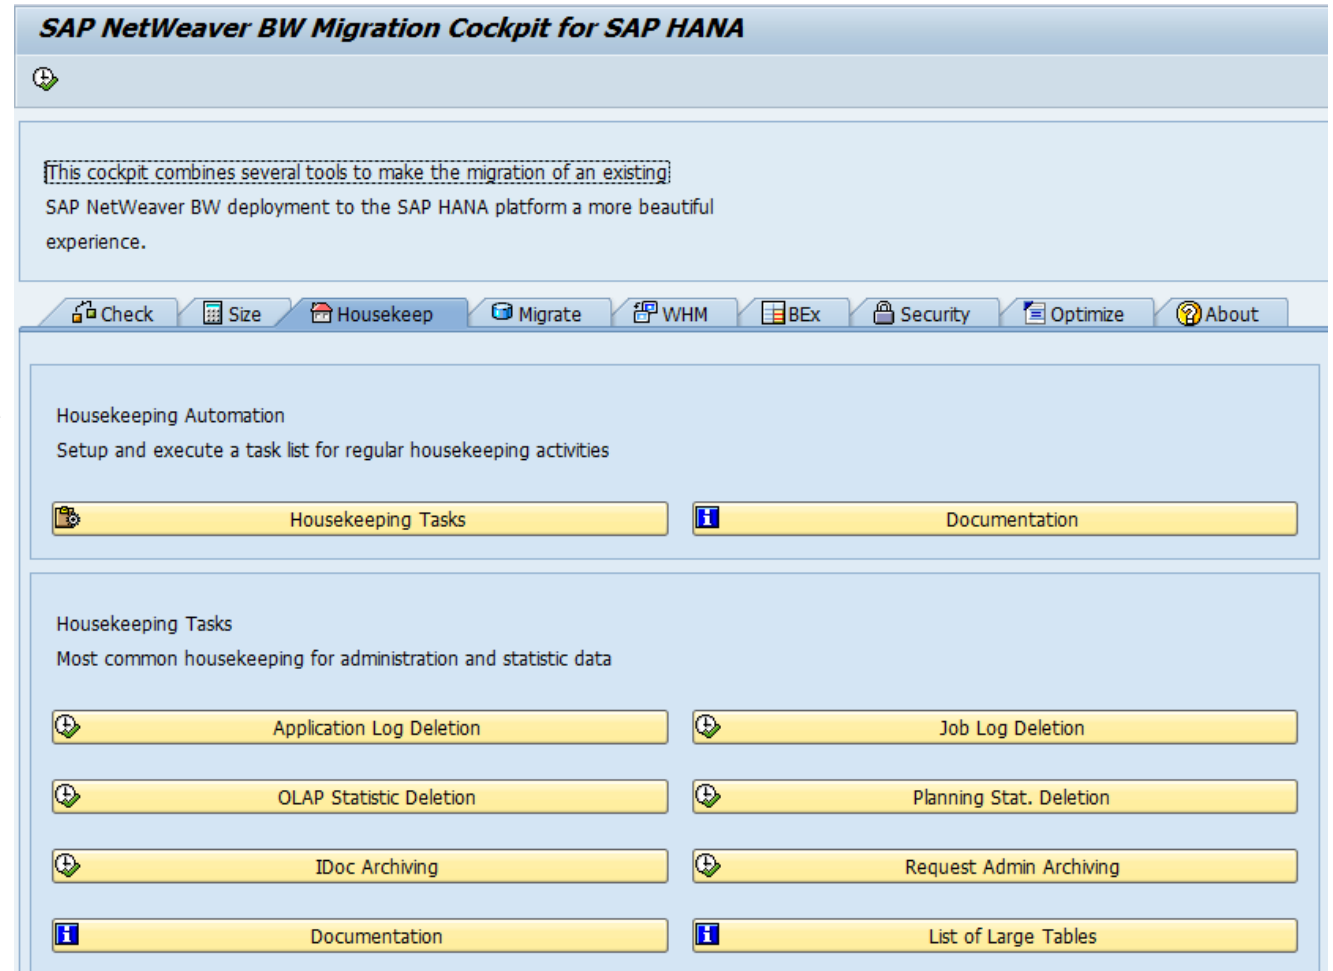 SAP NetWeaver BW Migration Cockpit for SAP HANA
This cockpit combines several tools to make the migration of an existing
SAP NetWeaver BW deployment to the SAP HANA platform a more beautiful
experience.
Check Size Housekeep Migrate WHM BEx Security Optimize About
Housekeeping Automation
Setup and execute a task list for regular housekeeping activities
Housekeeping Tasks Documentation
Housekeeping Tasks
Most common housekeeping for administration and statistic data
Application Log Deletion Job Log Deletion
OLAP Statistic Deletion Planning Stat. Deletion
IDoc Archiving Request Admin Archiving
Documentation List of Large Tables